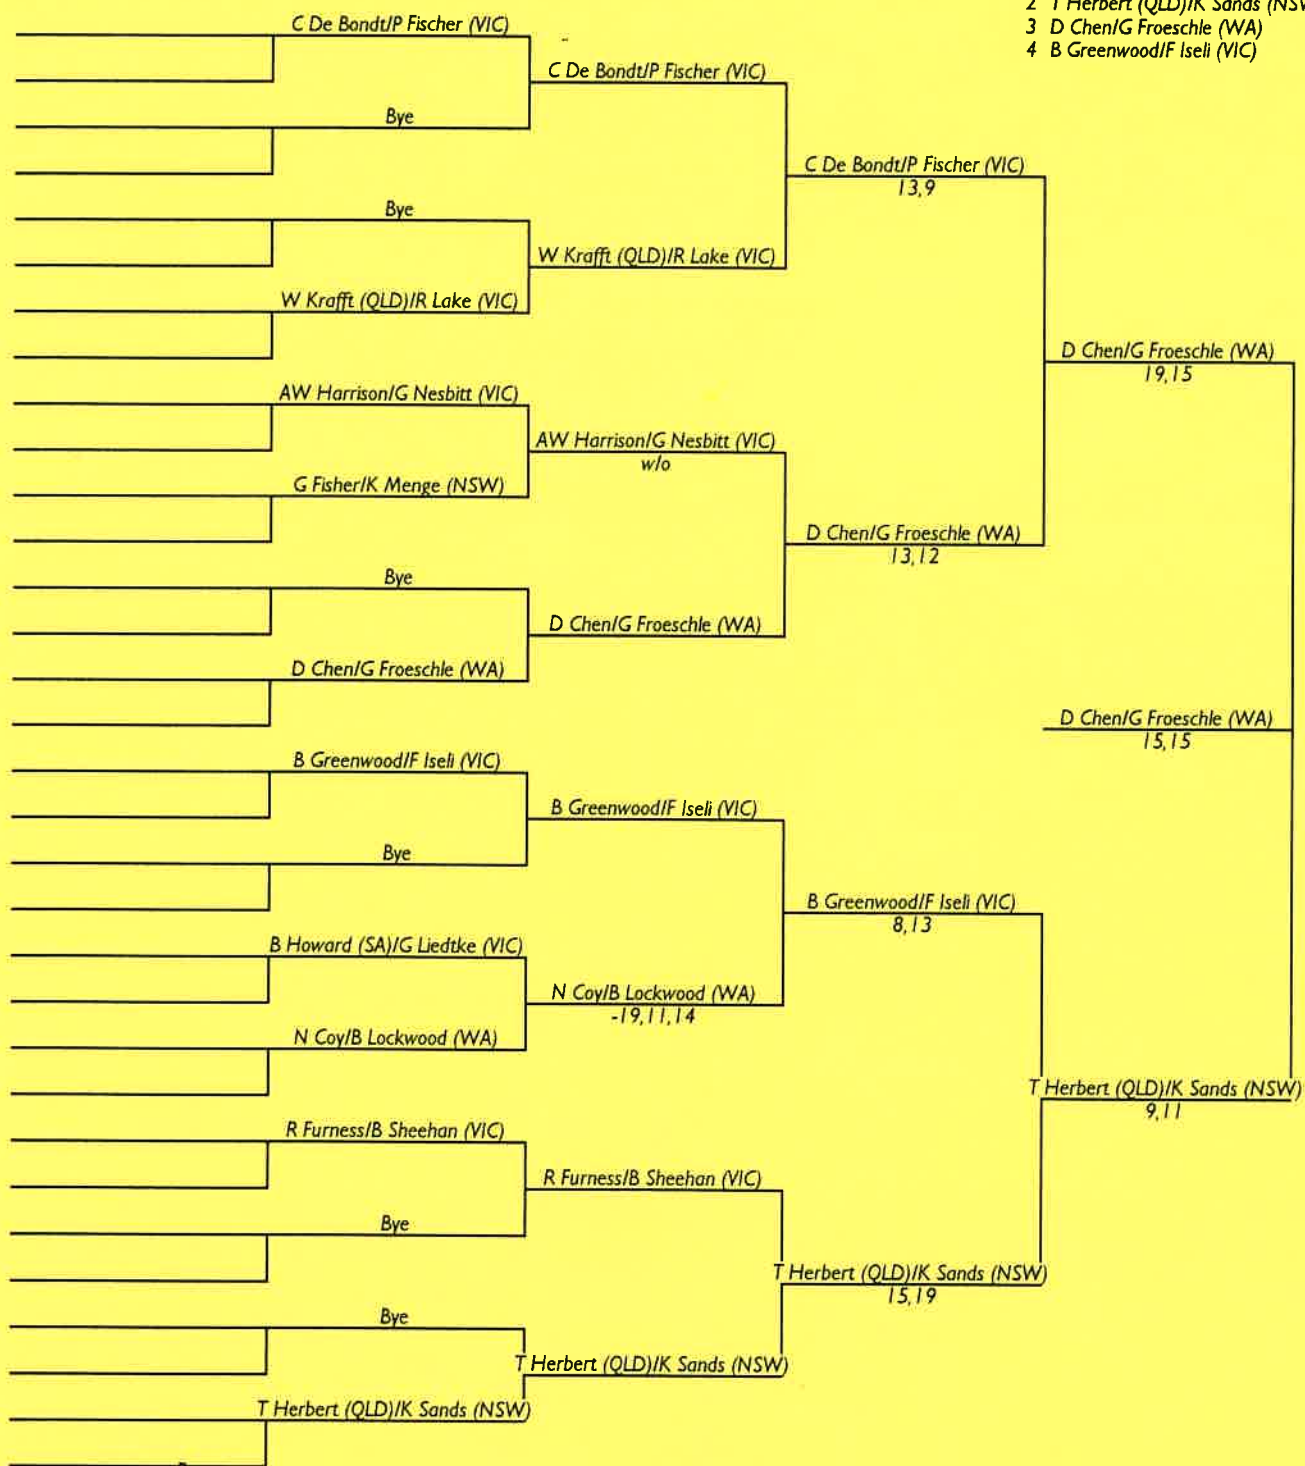 2 T Herbert (QLD)/K Sands (NSW
3 D Chen/G Froeschle (WA)
4 B Greenwood/F Iseli (VIC)
C De Bondt/P Fischer (VIC)
C De Bondt/P Fischer (VIC)
Bye
C De Bondt/P Fischer (VIC)
13,9
Bye
W Krafft (QLD)/R Lake (VIC)
W Krafft (QLD)/R Lake (VIC)
D Chen/G Froeschle (WA)
19,15
AW Harrison/G Nesbitt (VIC)
AW Harrison/G Nesbitt (VIC)
w/o
G Fisher/K Menge (NSW)
D Chen/G Froeschle (WA)
13,12
Bye
D Chen/G Froeschle (WA)
D Chen/G Froeschle (WA)
D Chen/G Froeschle (WA)
15,15
B Greenwood/F Iseli (VIC)
B Greenwood/F Iseli (VIC)
Bye
B Greenwood/F Iseli (VIC)
8,13
B Howard (SA)/G Liedtke (VIC)
N Coy/B Lockwood (WA)
-19,11,14
N Coy/B Lockwood (WA)
T Herbert (QLD)/K Sands (NSW)
9,11
R Furness/B Sheehan (VIC)
R Furness/B Sheehan (VIC)
Bye
T Herbert (QLD)/K Sands (NSW)
15,19
Bye
T Herbert (QLD)/K Sands (NSW)
T Herbert (QLD)/K Sands (NSW)